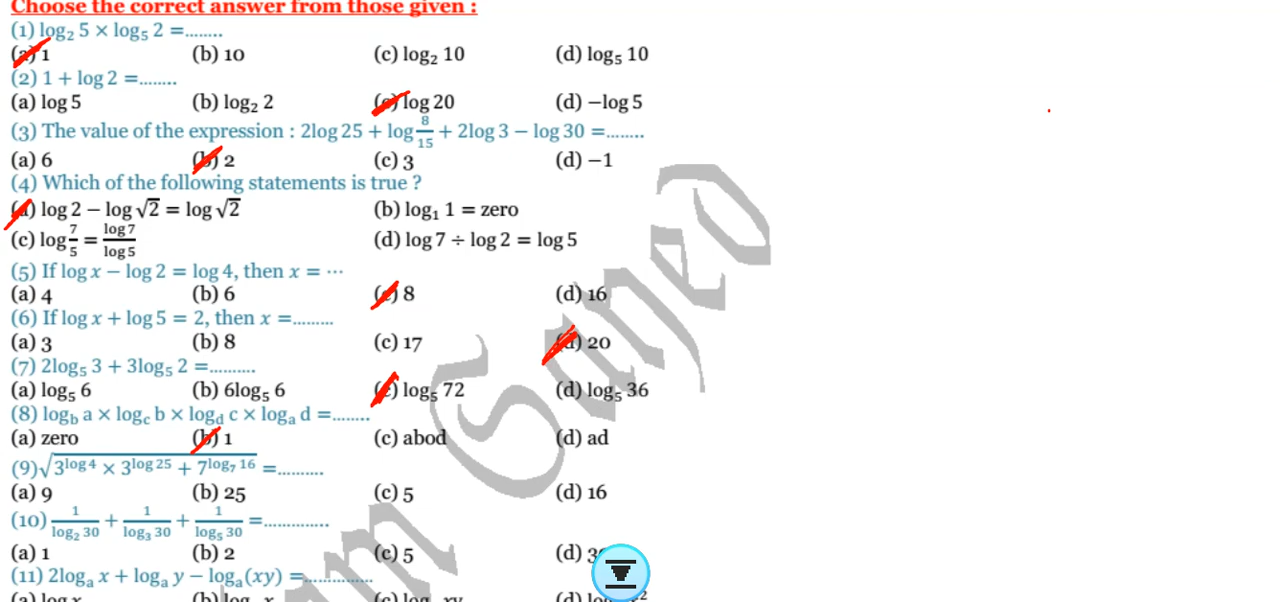 Choose the correct answer from those given :
(1) log₂ 5 × log₅ 2 =........
(a) 1 (b) 10 (c) log₂ 10 (d) log₅ 10
(2) 1 + log 2 =........
(a) log 5 (b) log₂ 2 (c) log 20 (d) −log 5
(3) The value of the expression : 2log 25 + log 8/15 + 2log 3 − log 30 =........
(a) 6 (b) 2 (c) 3 (d) −1
(4) Which of the following statements is true ?
(a) log 2 − log √2 = log √2 (b) log₁ 1 = zero
(c) log 7/5 = log 7/log 5 (d) log 7 ÷ log 2 = log 5
(5) If log x − log 2 = log 4, then x = ⋯
(a) 4 (b) 6 (c) 8 (d) 16
(6) If log x + log 5 = 2, then x =.........
(a) 3 (b) 8 (c) 17 (d) 20
(7) 2log₅ 3 + 3log₅ 2 =..........
(a) log₅ 6 (b) 6log₅ 6 (c) log₅ 72 (d) log₅ 36
(8) log_b a × log_c b × log_d c × log_a d =........
(a) zero (b) 1 (c) abod (d) ad
(9) √(3^(log 4) × 3^(log 25) + 7^(log₇ 16)) =..........
(a) 9 (b) 25 (c) 5 (d) 16
(10) 1/log₂ 30 + 1/log₃ 30 + 1/log₅ 30 =.............
(a) 1 (b) 2 (c) 5 (d)
(11) 2logₐ x + logₐ y − logₐ(xy) =...............